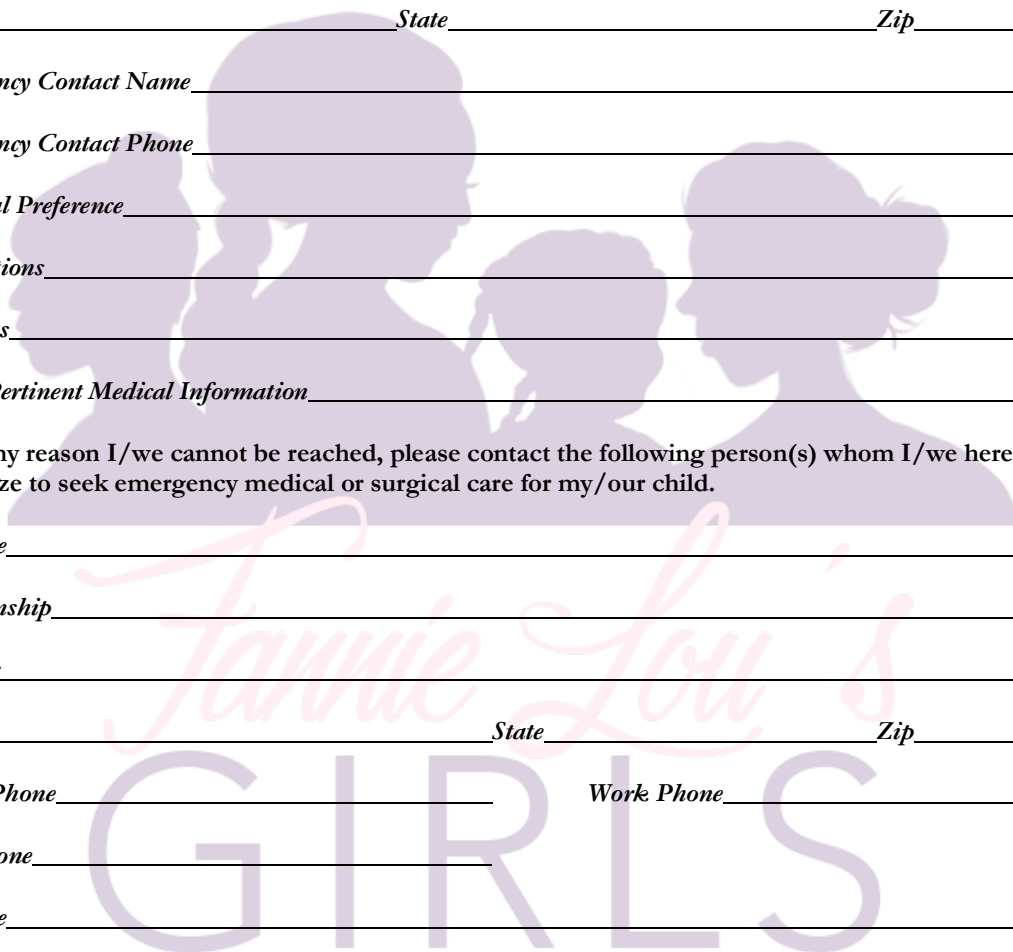 State Zip
ncy Contact Name
ncy Contact Phone
l Preference
tions
s
Pertinent Medical Information
ny reason I/we cannot be reached, please contact the following person(s) whom I/we here
ze to seek emergency medical or surgical care for my/our child.
e
nship
State Zip
Phone Work Phone
one
e
Fannie Lou's
GIRLS